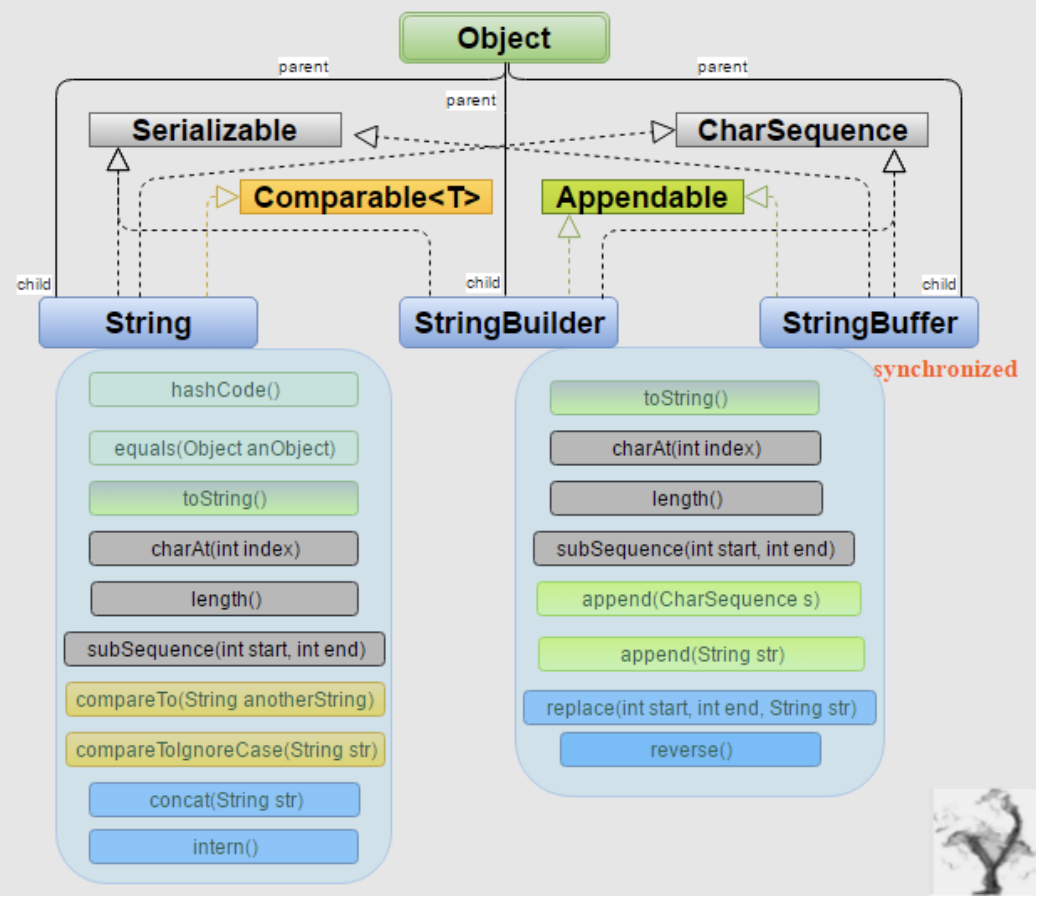 Object
parent
parent
parent
Serializable
CharSequence
Comparable<T>
Appendable
child
child
child
String
StringBuilder
StringBuffer
synchronized
hashCode()
equals(Object anObject)
toString()
charAt(int index)
length()
subSequence(int start, int end)
compareTo(String anotherString)
compareToIgnoreCase(String str)
concat(String str)
intern()
toString()
charAt(int index)
length()
subSequence(int start, int end)
append(CharSequence s)
append(String str)
replace(int start, int end, String str)
reverse()